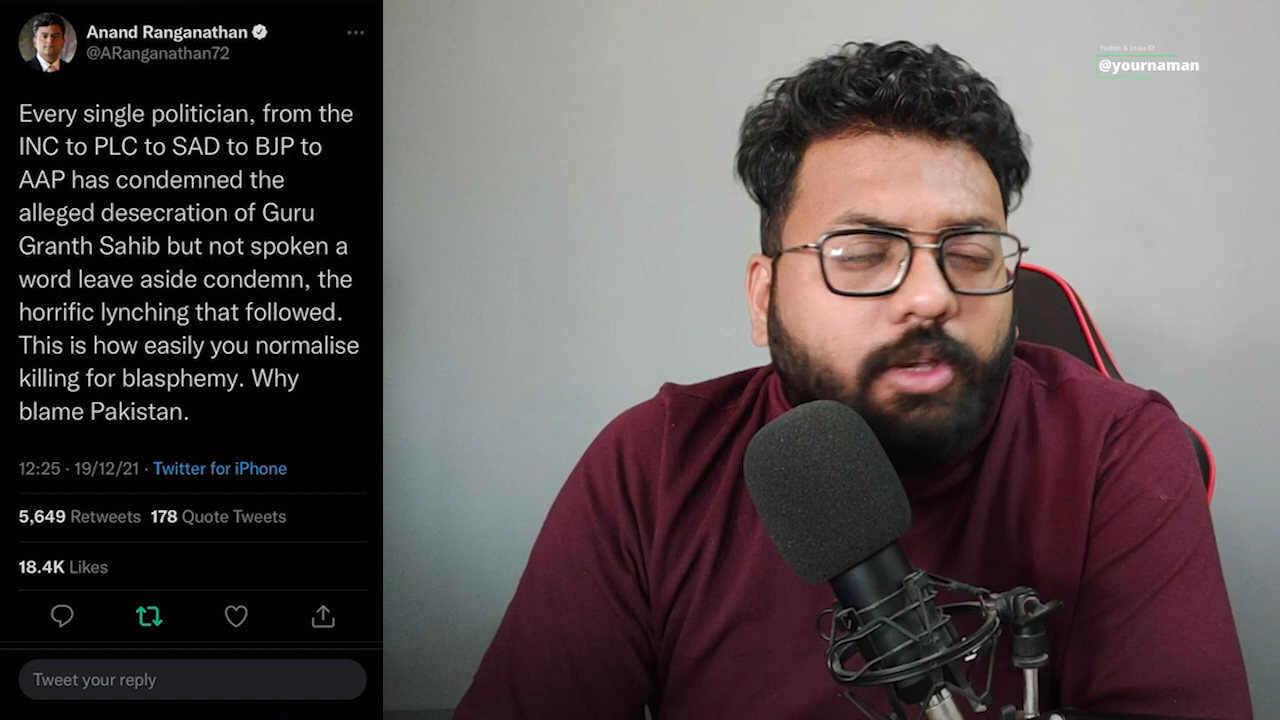 Anand Ranganathan
@ARanganathan72
Every single politician, from the
INC to PLC to SAD to BJP to
AAP has condemned the
alleged desecration of Guru
Granth Sahib but not spoken a
word leave aside condemn, the
horrific lynching that followed.
This is how easily you normalise
killing for blasphemy. Why
blame Pakistan.
12:25 · 19/12/21 · Twitter for iPhone
5,649 Retweets 178 Quote Tweets
18.4K Likes
Tweet your reply
Twitter & Insta ID
@yournaman